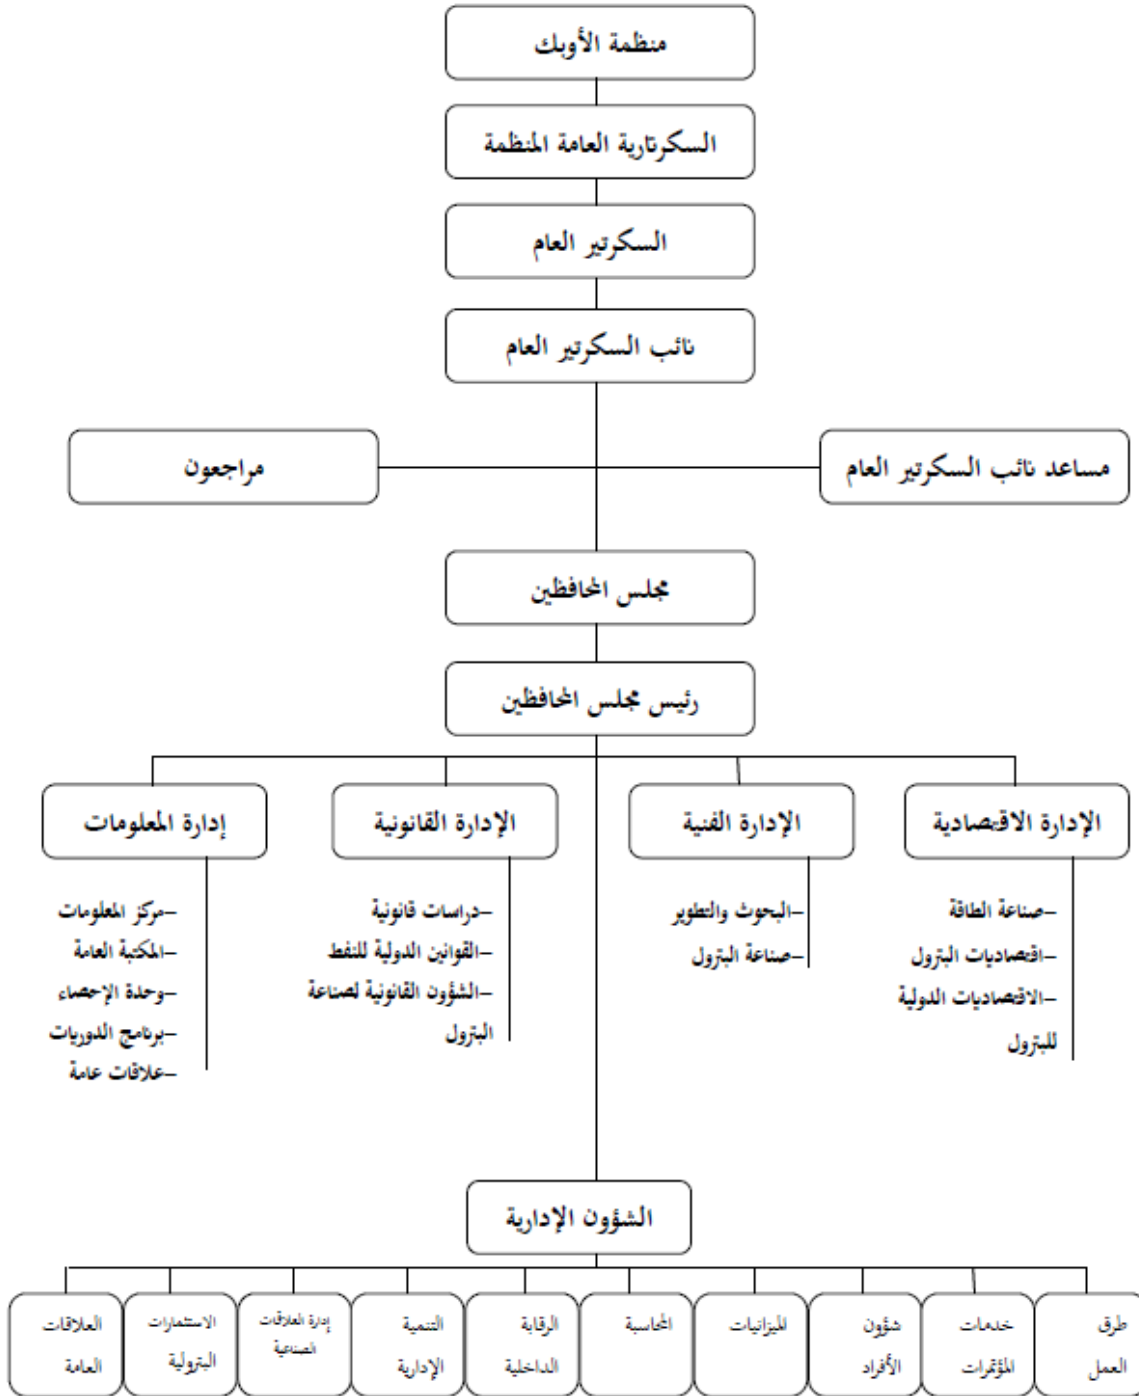 منظمة الأوبك
السكرتارية العامة المنظمة
السكرتير العام
نائب السكرتير العام
مساعد نائب السكرتير العام
مراجعون
مجلس المحافظين
رئيس مجلس المحافظين
الإدارة الاقتصادية
الإدارة الفنية
الإدارة القانونية
إدارة المعلومات
–صناعة الطاقة
–اقتصاديات البترول
–الاقتصاديات الدولية
للبترول
–البحوث والتطوير
–صناعة البترول
–دراسات قانونية
–القوانين الدولية للنفط
–الشؤون القانونية لصناعة
البترول
–مركز المعلومات
–المكتبة العامة
–وحدة الإحصاء
–برنامج الدوريات
–علاقات عامة
الشؤون الإدارية
طرق
العمل
خدمات
المؤتمرات
شؤون
الأفراد
الميزانيات
المحاسبة
الرقابة
الداخلية
التنمية
الإدارية
إدارة العلاقات
الصناعية
الاستثمارات
البترولية
العلاقات
العامة